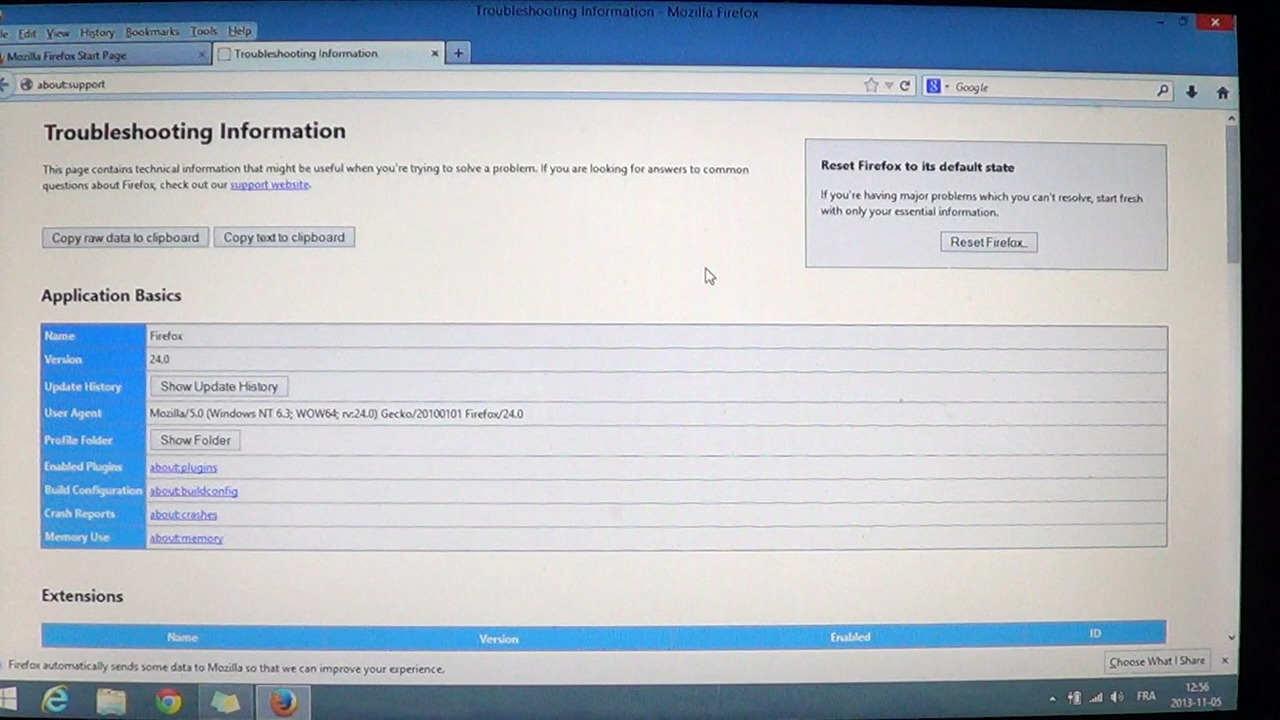 Troubleshooting Information - Mozilla Firefox
Edit View History Bookmarks Tools Help
Mozilla Firefox Start Page × Troubleshooting Information × +
about:support Google
Troubleshooting Information
This page contains technical information that might be useful when you're trying to solve a problem. If you are looking for answers to common
questions about Firefox, check out our support website.
Copy raw data to clipboard Copy text to clipboard
Reset Firefox to its default state
If you're having major problems which you can't resolve, start fresh
with only your essential information.
Reset Firefox...
Application Basics
Name Firefox
Version 24.0
Update History Show Update History
User Agent Mozilla/5.0 (Windows NT 6.3; WOW64; rv:24.0) Gecko/20100101 Firefox/24.0
Profile Folder Show Folder
Enabled Plugins about:plugins
Build Configuration about:buildconfig
Crash Reports about:crashes
Memory Use about:memory
Extensions
Name Version Enabled ID
Firefox automatically sends some data to Mozilla so that we can improve your experience. Choose What I Share ×
FRA 12:56
2013-11-05